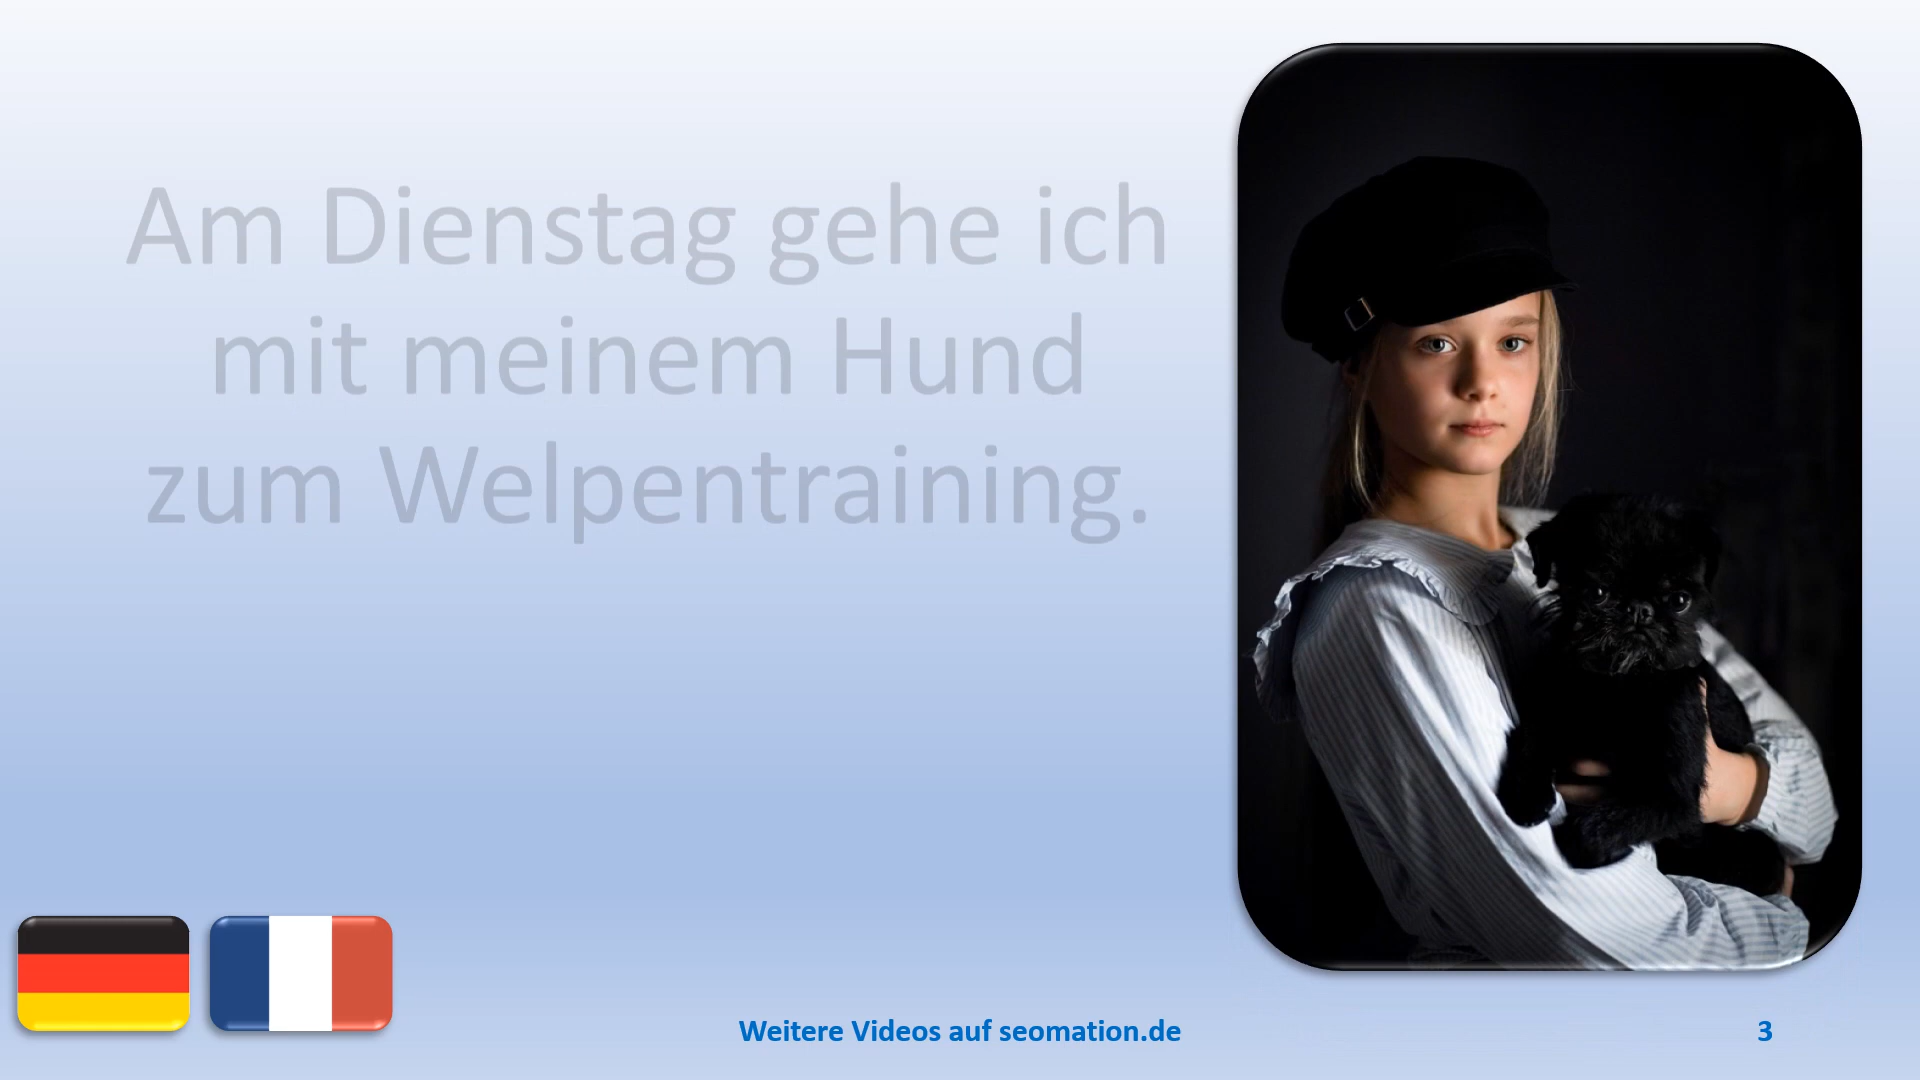 Am Dienstag gehe ich
mit meinem Hund
zum Welpentraining.
Weitere Videos auf seomation.de
3